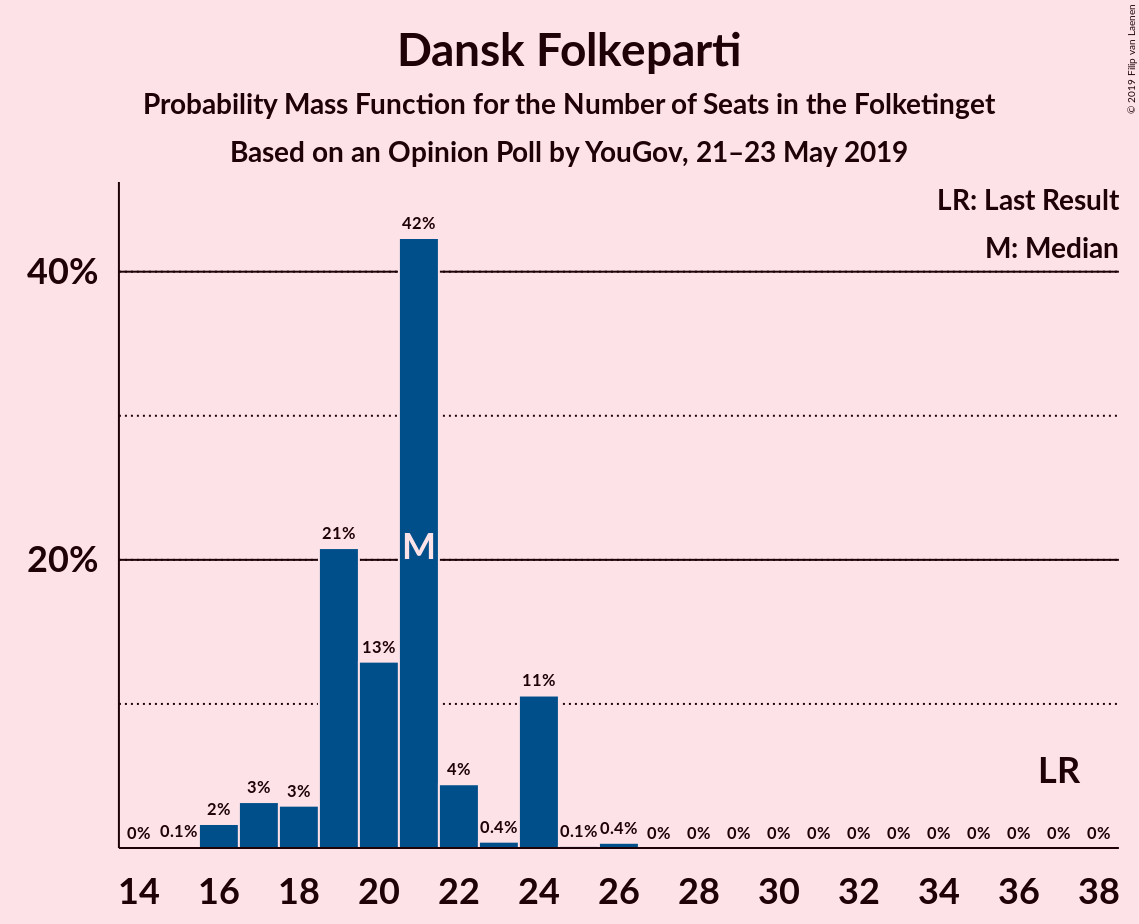 Dansk Folkeparti
Probability Mass Function for the Number of Seats in the Folketinget
Based on an Opinion Poll by YouGov, 21–23 May 2019
© 2019 Filip van Laenen
LR: Last Result
M: Median
40%
20%
0% 0.1% 2% 3% 3% 21% 13% 42% 4% 0.4% 11% 0.1% 0.4% 0% 0% 0% 0% 0% 0% 0% 0% 0% 0% 0% 0%
M
LR
14 16 18 20 22 24 26 28 30 32 34 36 38